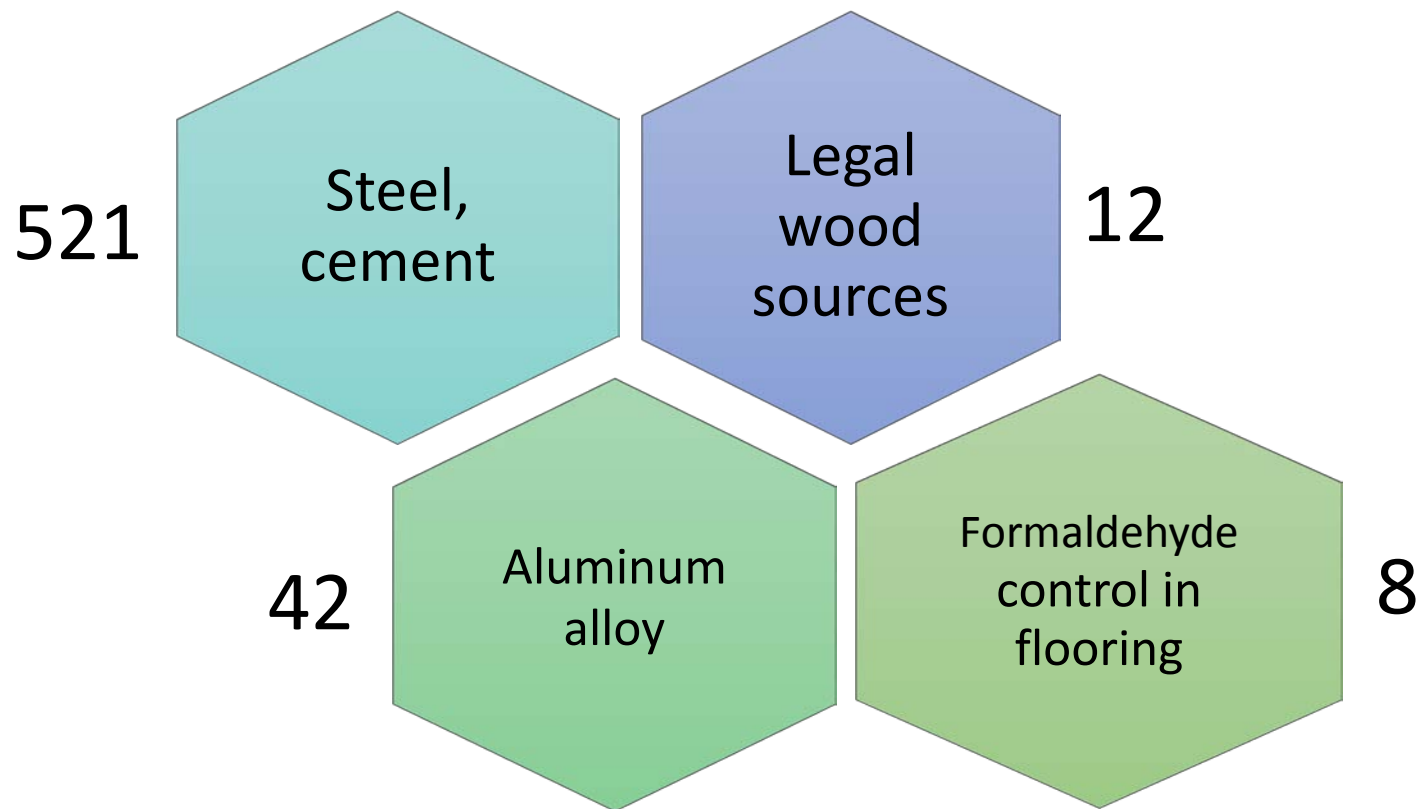 521
Steel,
cement
Legal
wood
sources
12
42
Aluminum
alloy
Formaldehyde
control in
flooring
8